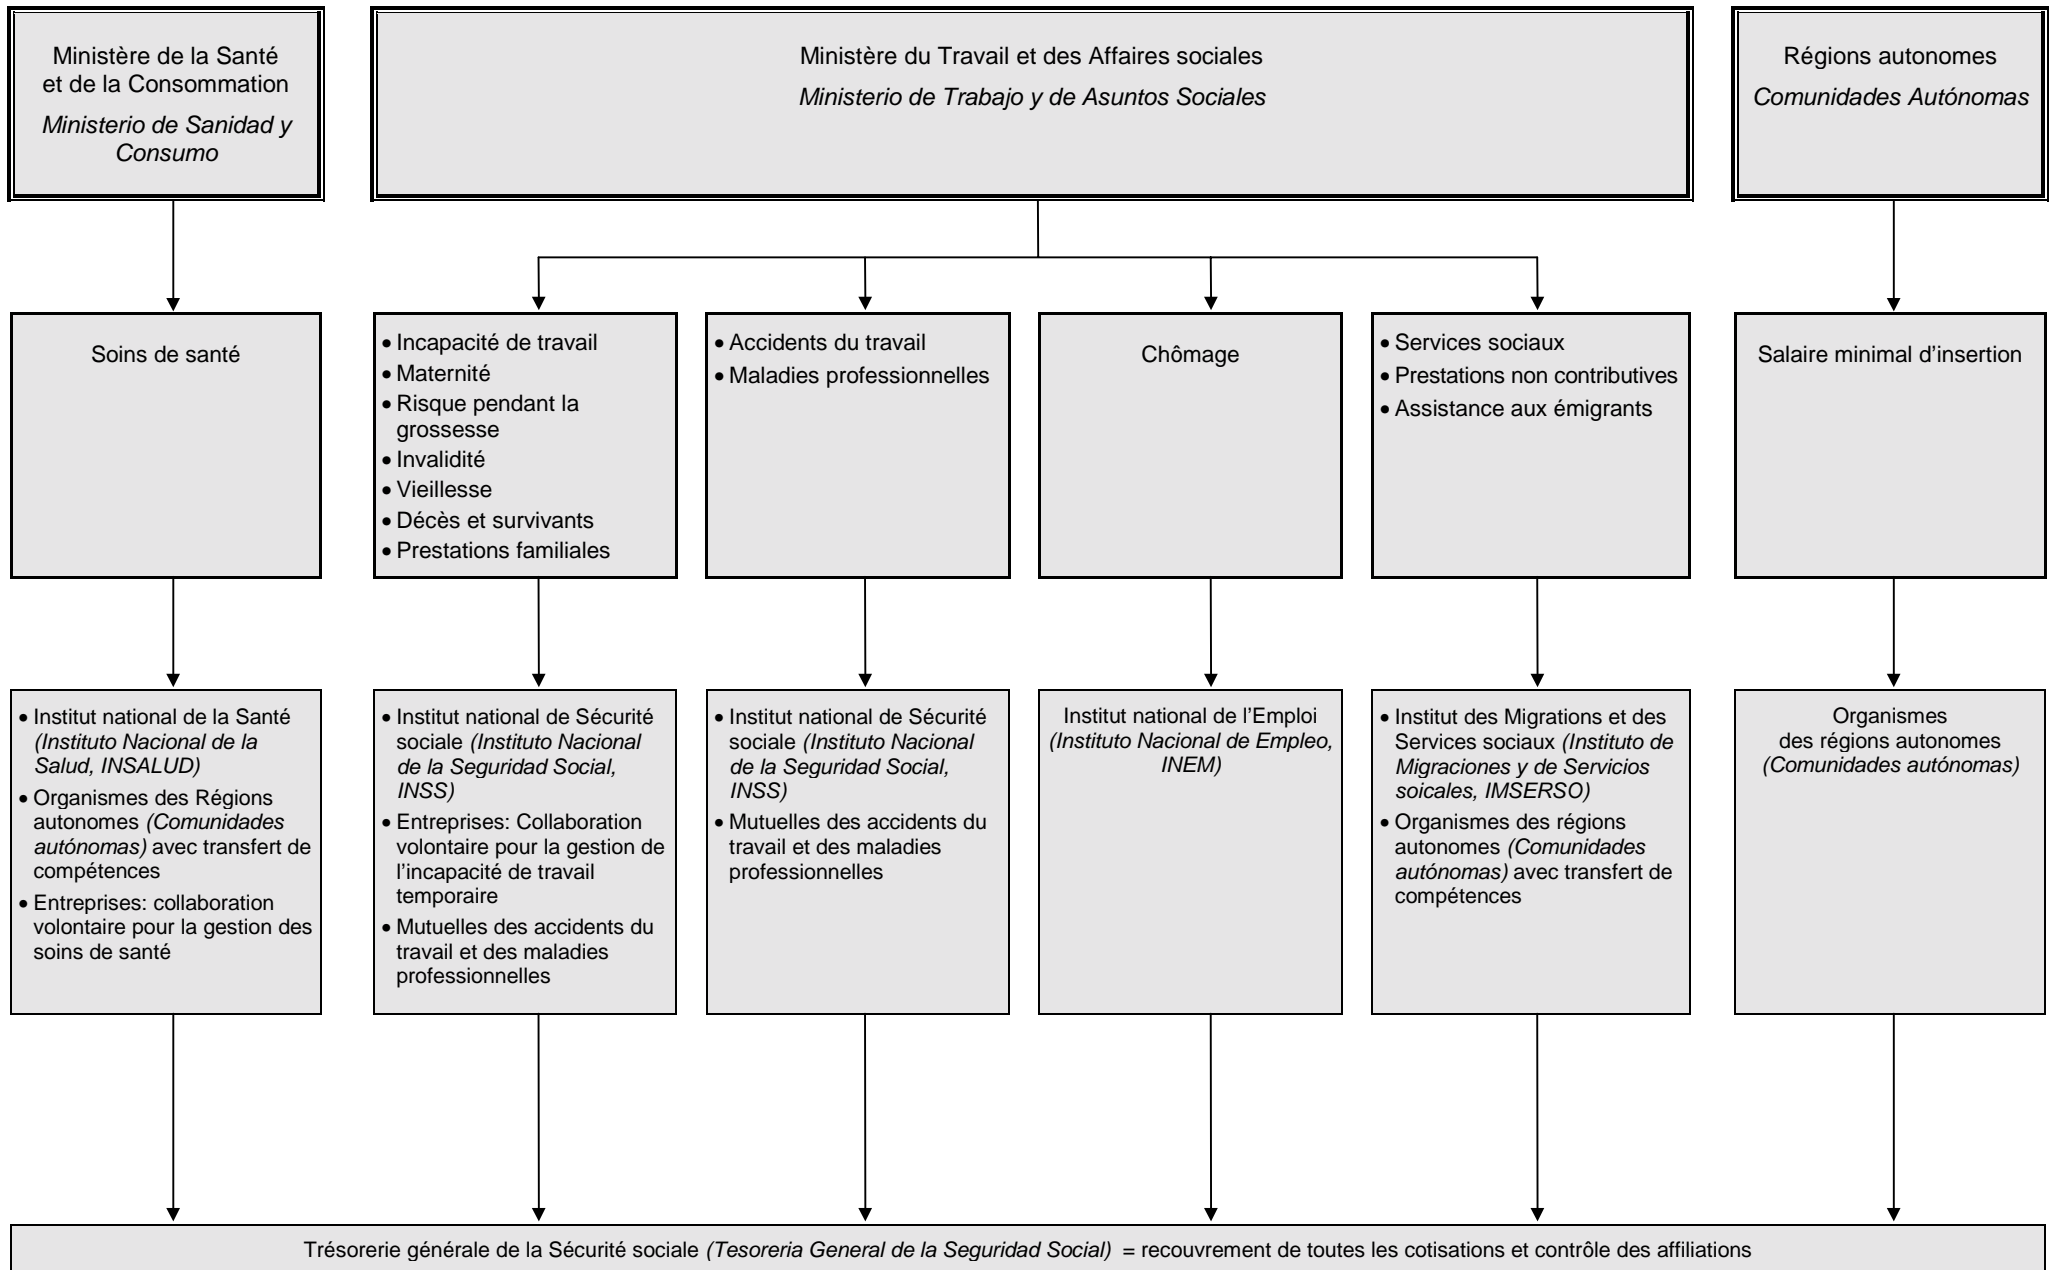 Ministère de la Santé
et de la Consommation
Ministerio de Sanidad y
Consumo
Ministère du Travail et des Affaires sociales
Ministerio de Trabajo y de Asuntos Sociales
Régions autonomes
Comunidades Autónomas
Soins de santé
• Incapacité de travail
• Maternité
• Risque pendant la
grossesse
• Invalidité
• Vieillesse
• Décès et survivants
• Prestations familiales
• Accidents du travail
• Maladies professionnelles
Chômage
• Services sociaux
• Prestations non contributives
• Assistance aux émigrants
Salaire minimal d’insertion
• Institut national de la Santé
(Instituto Nacional de la
Salud, INSALUD)
• Organismes des Régions
autonomes (Comunidades
autónomas) avec transfert de
compétences
• Entreprises: collaboration
volontaire pour la gestion des
soins de santé
• Institut national de Sécurité
sociale (Instituto Nacional
de la Seguridad Social,
INSS)
• Entreprises: Collaboration
volontaire pour la gestion de
l’incapacité de travail
temporaire
• Mutuelles des accidents du
travail et des maladies
professionnelles
• Institut national de Sécurité
sociale (Instituto Nacional
de la Seguridad Social,
INSS)
• Mutuelles des accidents du
travail et des maladies
professionnelles
Institut national de l’Emploi
(Instituto Nacional de Empleo,
INEM)
• Institut des Migrations et des
Services sociaux (Instituto de
Migraciones y de Servicios
soicales, IMSERSO)
• Organismes des régions
autonomes (Comunidades
autónomas) avec transfert de
compétences
Organismes
des régions autonomes
(Comunidades autónomas)
Trésorerie générale de la Sécurité sociale (Tesoreria General de la Seguridad Social) = recouvrement de toutes les cotisations et contrôle des affiliations